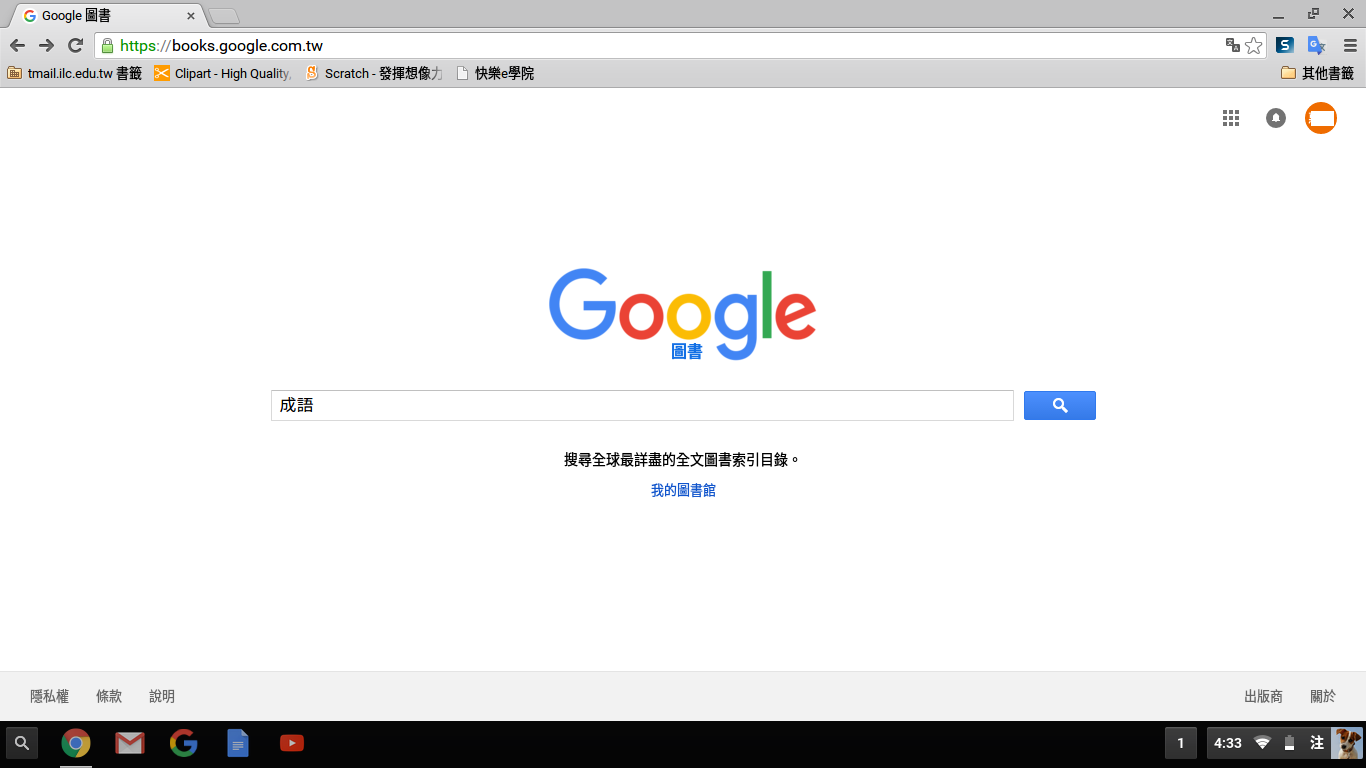 Google 圖書
https://books.google.com.tw
tmail.ilc.edu.tw 書籤 Clipart - High Quality, Scratch - 發揮想像力 快樂e學院 其他書籤
Google
圖書
成語
搜尋全球最詳盡的全文圖書索引目錄。
我的圖書館
隱私權 條款 說明 出版商 關於
1 4:33 注